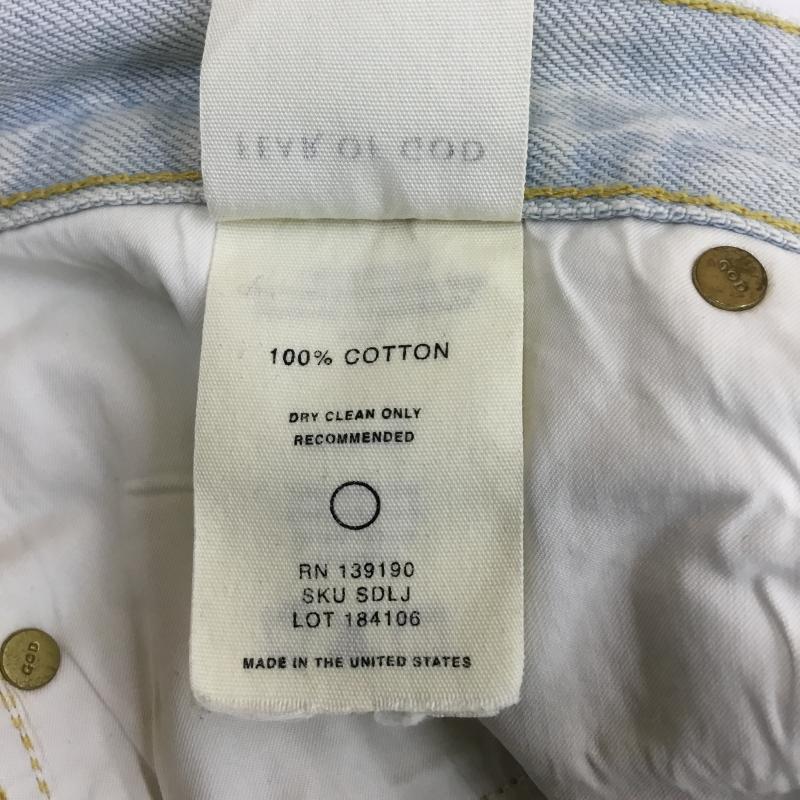 FEAR OF GOD
GOD
100% COTTON
DRY CLEAN ONLY
RECOMMENDED
RN 139190
SKU SDLJ
LOT 184106
MADE IN THE UNITED STATES
GOD